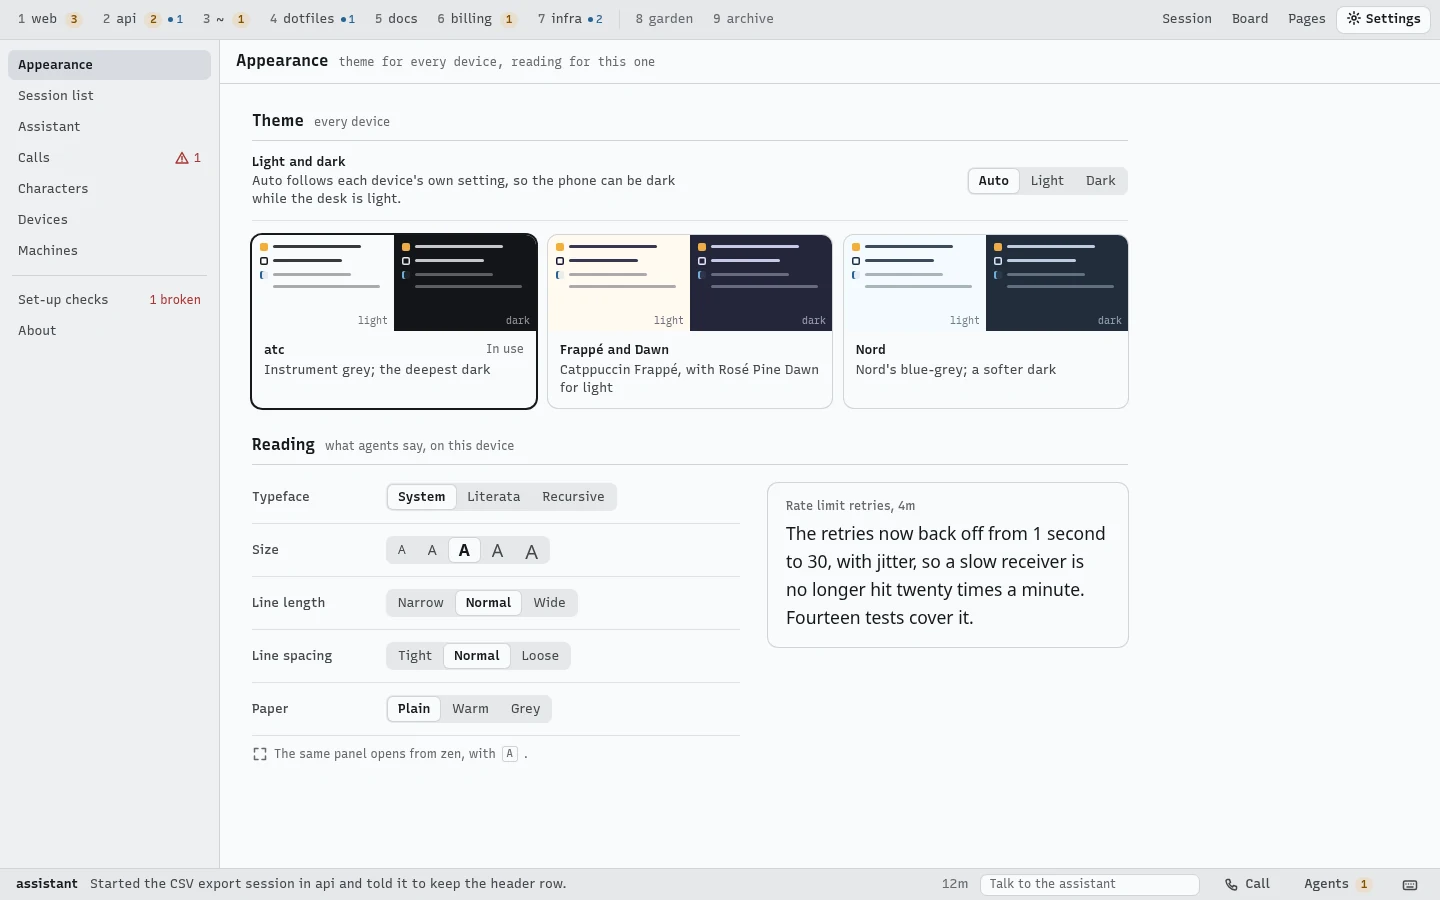 1 web 3 2 api 2 1 3 ~ 1 4 dotfiles 1 5 docs 6 billing 1 7 infra 2 8 garden 9 archive Session Board Pages Settings
Appearance
Session list
Assistant
Calls 1
Characters
Devices
Machines
Set-up checks 1 broken
About
Appearance theme for every device, reading for this one
Theme every device
Light and dark
Auto follows each device's own setting, so the phone can be dark
while the desk is light.
Auto Light Dark
light dark
atc In use
Instrument grey; the deepest dark
light dark
Frappé and Dawn
Catppuccin Frappé, with Rosé Pine Dawn
for light
light dark
Nord
Nord's blue-grey; a softer dark
Reading what agents say, on this device
Typeface System Literata Recursive
Size A A A A A
Line length Narrow Normal Wide
Line spacing Tight Normal Loose
Paper Plain Warm Grey
The same panel opens from zen, with A .
Rate limit retries, 4m
The retries now back off from 1 second
to 30, with jitter, so a slow receiver is
no longer hit twenty times a minute.
Fourteen tests cover it.
assistant Started the CSV export session in api and told it to keep the header row. 12m Talk to the assistant Call Agents 1